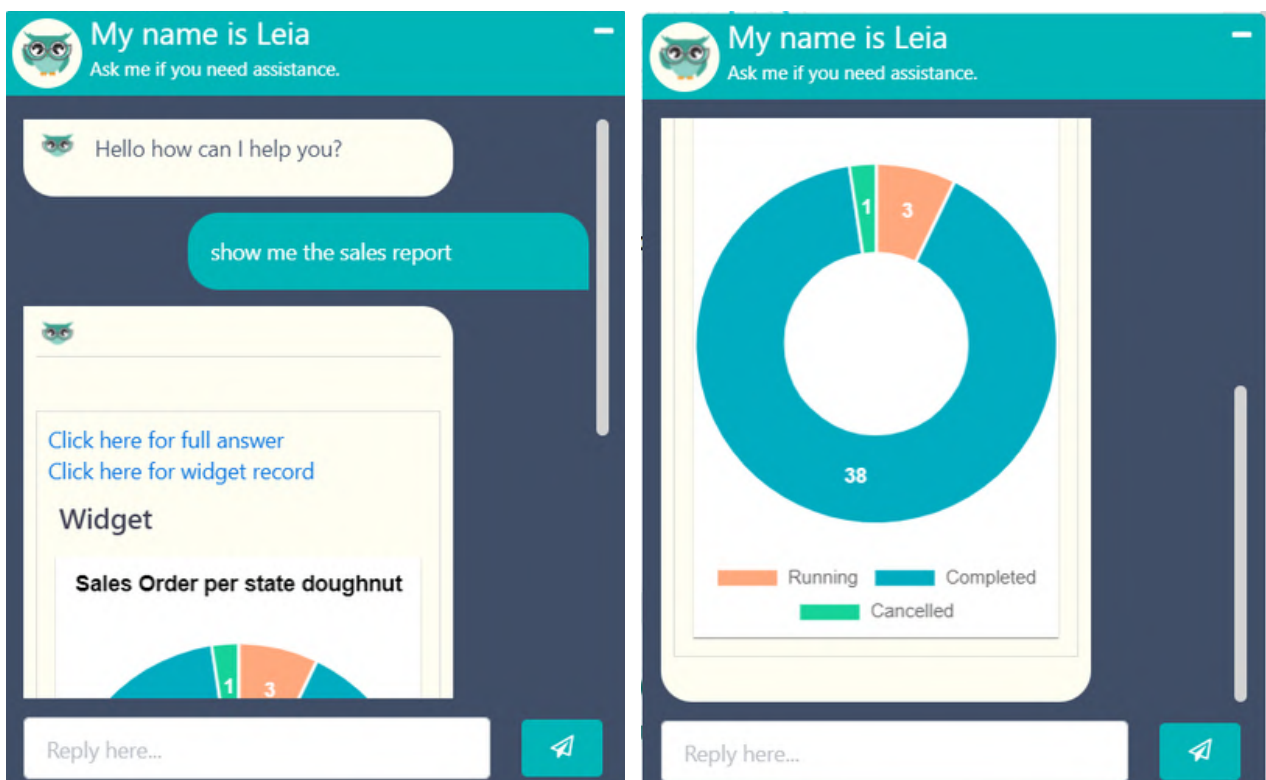 My name is Leia
Ask me if you need assistance.
Hello how can I help you?
show me the sales report
Click here for full answer
Click here for widget record
Widget
Sales Order per state doughnut
1
3
Reply here...
My name is Leia
Ask me if you need assistance.
1
3
38
Running
Completed
Cancelled
Reply here...